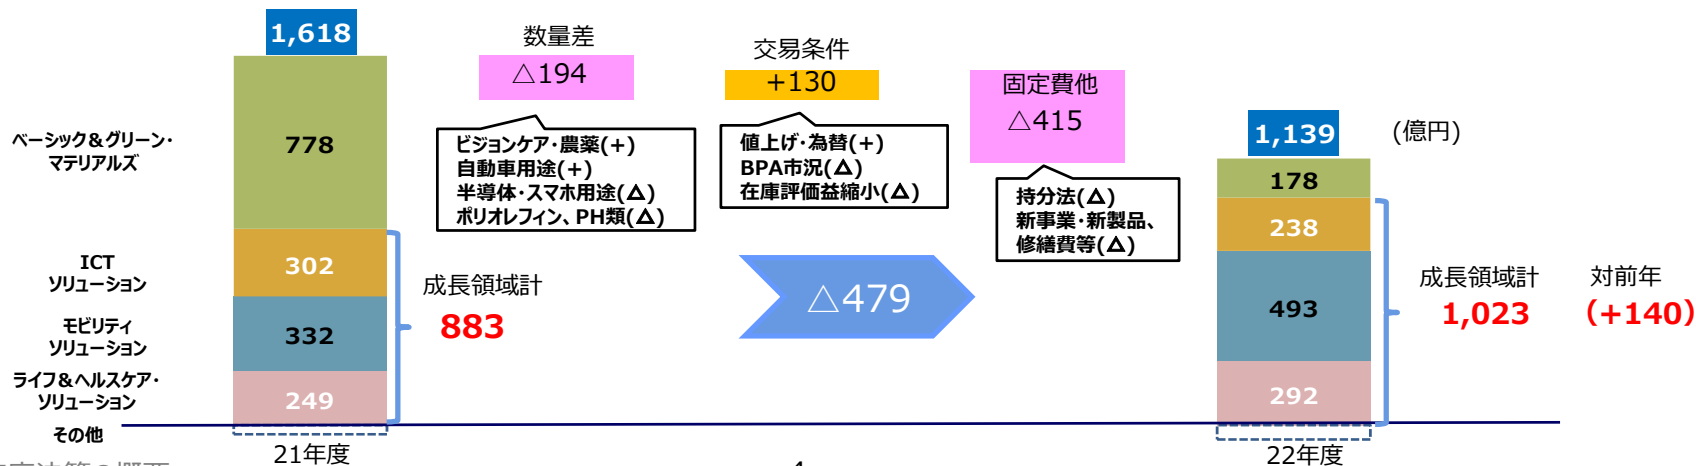 1,618
ベーシック&グリーン・
マテリアルズ
778
ICT
ソリューション
302
モビリティ
ソリューション
332
ライフ&ヘルスケア・
ソリューション
249
その他
21年度
成長領域計
883
数量差
△194
ビジョンケア・農薬(+)
自動車用途(+)
半導体・スマホ用途(△)
ポリオレフィン、PH類(△)
交易条件
+130
値上げ・為替(+)
BPA市況(△)
在庫評価益縮小(△)
固定費他
△415
持分法(△)
新事業・新製品、
修繕費等(△)
△479
1,139
(億円)
178
238
493
292
22年度
成長領域計
1,023
対前年
(+140)